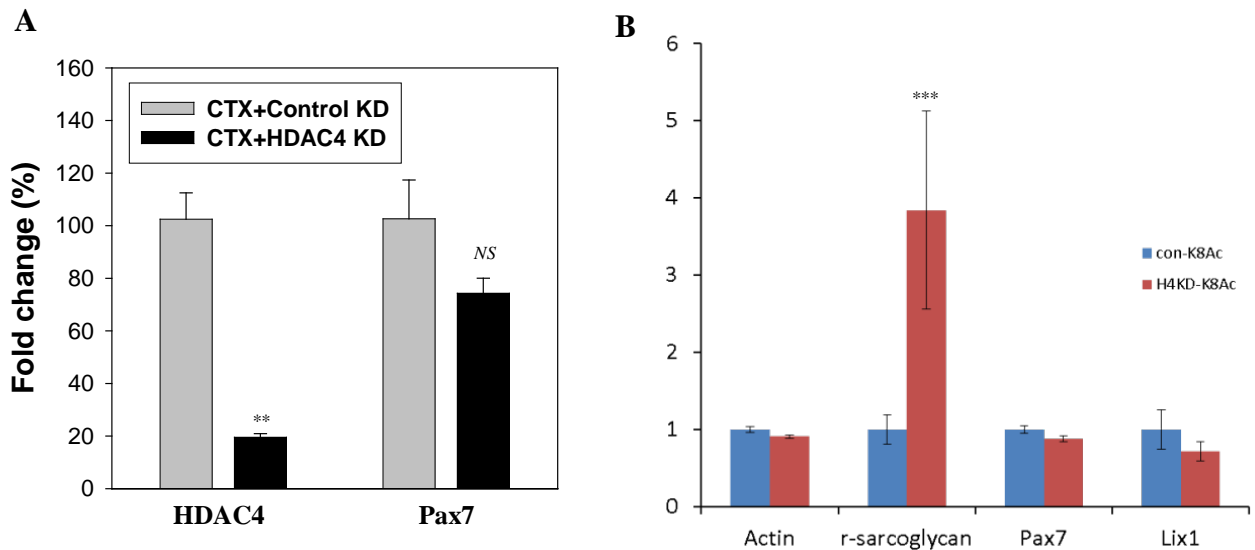 A
Fold change (%)
160
140
120
100
80
60
40
20
0
CTX+Control KD
CTX+HDAC4 KD
**
NS
HDAC4 Pax7
B
6
5
4
3
2
1
0
***
con-K8Ac
H4KD-K8Ac
Actin r-sarcoglycan Pax7 Lix1